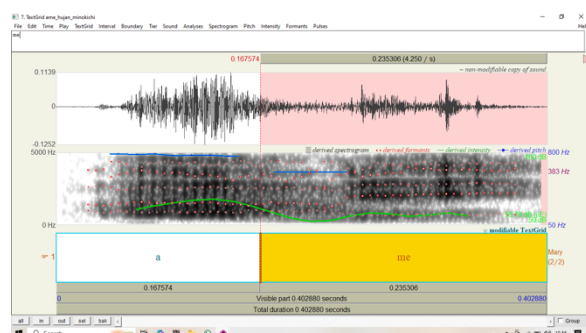 7. TextGrid ame_hujan_minokichi
File Edit Time Play TextGrid Interval Boundary Tier Sound Analyses Spectrogram Pitch Intensity Formants Pulses Hel
me
0.167574 0.235306 (4.250 / s)
0.1139
~ non-modifiable copy of sound
0
-0.1252
5000 Hz
derived spectrogram derived formants derived intensity derived pitch
800 Hz
383 Hz
0 Hz
50 Hz
modifiable TextGrid
1 a me Mary
(2/2)
0.167574 0.235306
0 Visible part 0.402880 seconds 0.402880
Total duration 0.402880 seconds
all in out sel bak Group